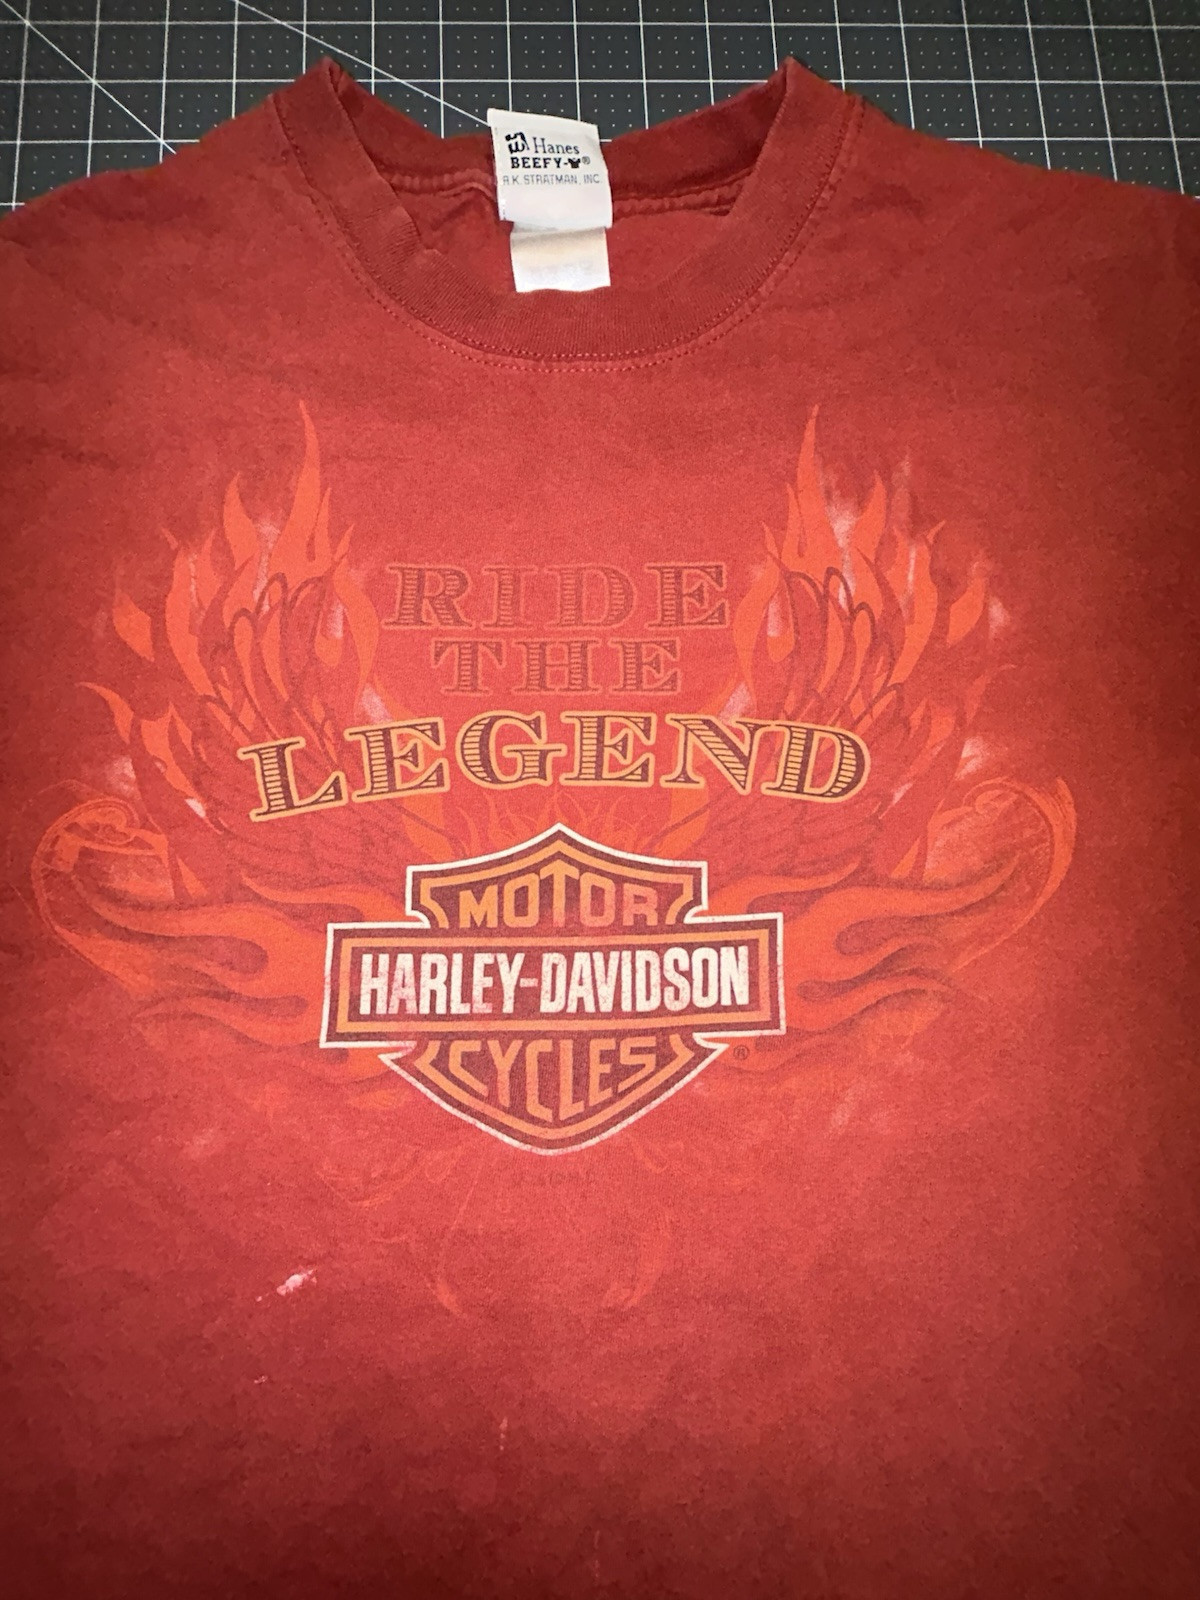 Hanes
BEEFY-T®
R.K. STRATMAN, INC.
RIDE
THE
LEGEND
MOTOR
HARLEY-DAVIDSON
CYCLES
®